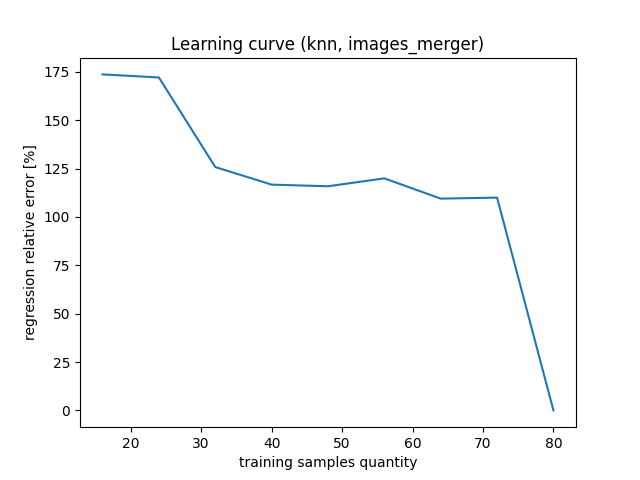 Learning curve (knn, images_merger)
175
150
125
100
75
50
25
0
regression relative error [%]
20 30 40 50 60 70 80
training samples quantity